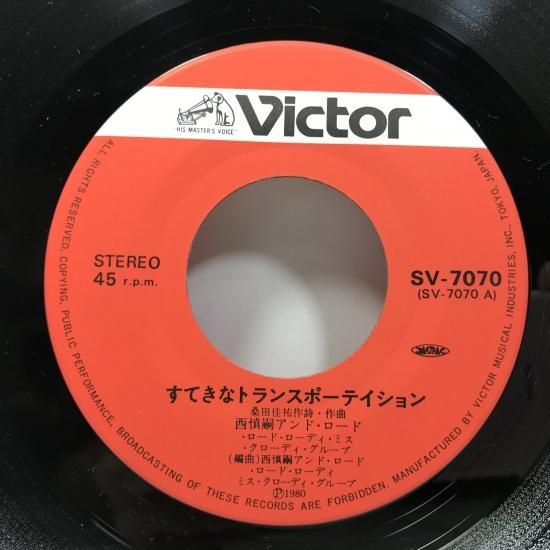 "HIS MASTER'S VOICE"
Victor
STEREO
45 r.p.m.
SV-7070
(SV-7070 A)
すてきなトランスポーテイション
桑田佳祐作詩・作曲
西慎嗣アンド・ロード
・ロード・ローディ・ミス
・クローディ・グループ
(編曲)西慎嗣アンド・ロード
・ロード・ローディ
ミス・クローディ・グループ
Ⓟ1980
ALL RIGHTS RESERVED, COPYING, PUBLIC PERFORMANCE, BROADCASTING OF THESE RECORDS ARE FORBIDDEN. MANUFACTURED BY VICTOR MUSICAL INDUSTRIES, INC., TOKYO, JAPAN